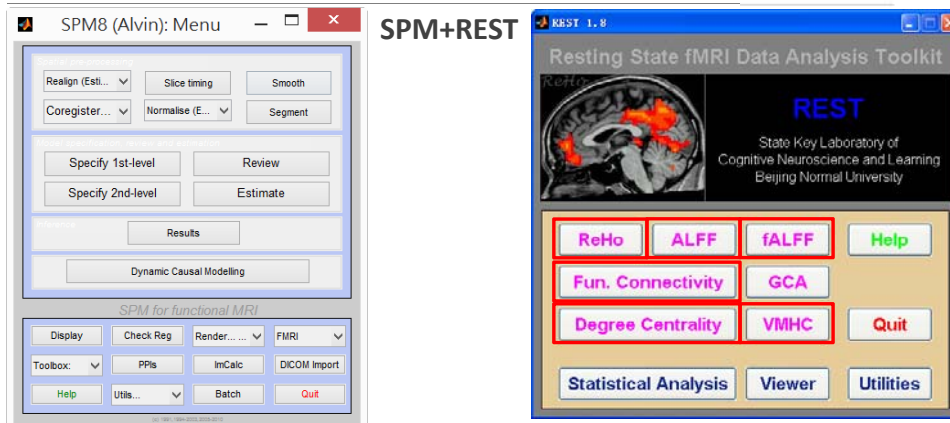 SPM8 (Alvin): Menu
Realign (Esti...
Slice timing
Smooth
Coregister...
Normalise (E...
Segment
Specify 1st-level
Review
Specify 2nd-level
Estimate
Results
Dynamic Causal Modelling
SPM for functional MRI
Display
Check Reg
Render... ...
FMRI
Toolbox:
PPIs
ImCalc
DICOM Import
Help
Utils...
Batch
Quit
SPM+REST
REST 1.8
Resting State fMRI Data Analysis Toolkit
ReHo
REST
State Key Laboratory of
Cognitive Neuroscience and Learning
Beijing Normal University
ReHo
ALFF
fALFF
Help
Fun. Connectivity
GCA
Degree Centrality
VMHC
Quit
Statistical Analysis
Viewer
Utilities